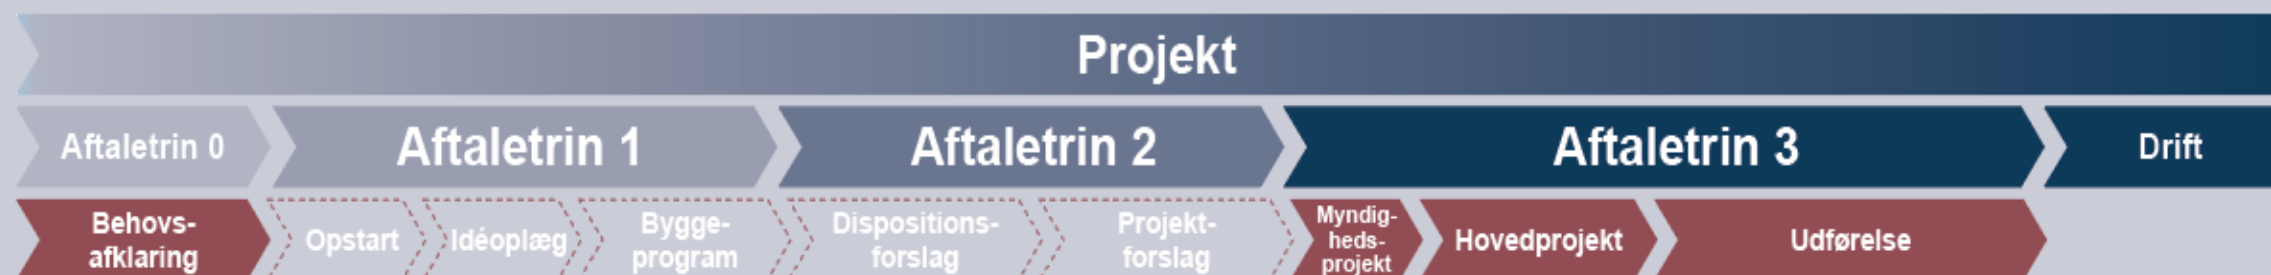 Projekt
Aftaletrin 0
Aftaletrin 1
Aftaletrin 2
Aftaletrin 3
Drift
Behovs-
afklaring
Opstart
Idéoplæg
Bygge-
program
Dispositions-
forslag
Projekt-
forslag
Myndig-
heds-
projekt
Hovedprojekt
Udførelse